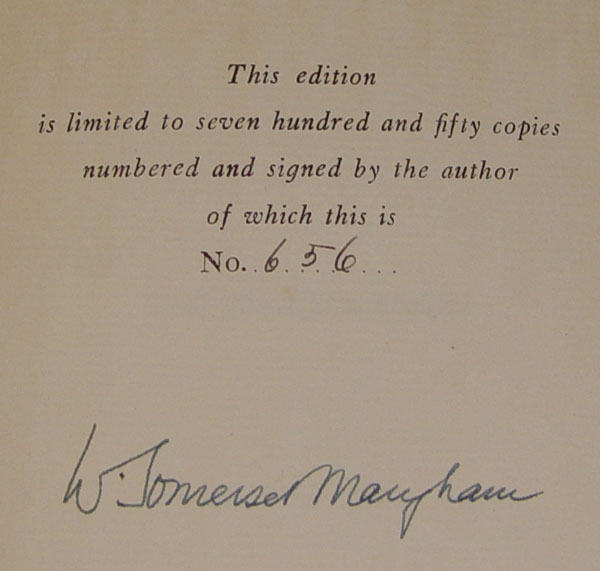 This edition
is limited to seven hundred and fifty copies
numbered and signed by the author
of which this is
No. 656
W. Somerset Maugham